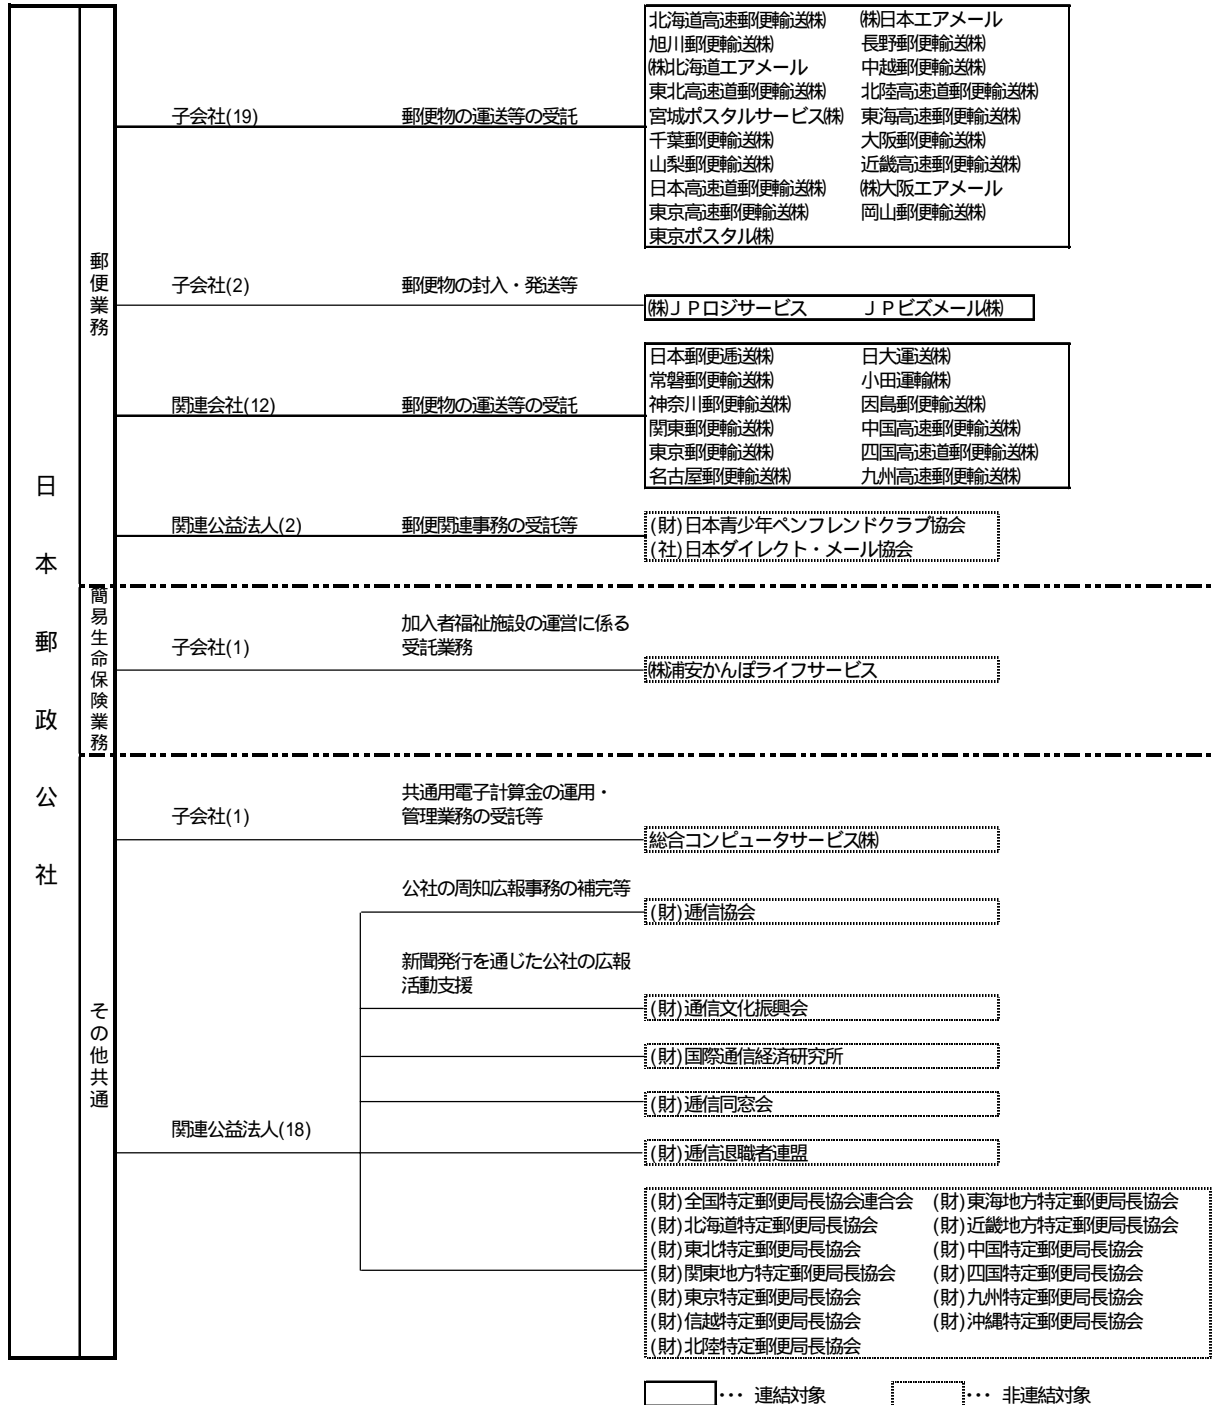 日本郵政公社
郵便業務
子会社(19)
郵便物の運送等の受託
北海道高速郵便輸送㈱ ㈱日本エアメール
旭川郵便輸送㈱ 長野郵便輸送㈱
㈱北海道エアメール 中越郵便輸送㈱
東北高速道郵便輸送㈱ 北陸高速道郵便輸送㈱
宮城ポスタルサービス㈱ 東海高速郵便輸送㈱
千葉郵便輸送㈱ 大阪郵便輸送㈱
山梨郵便輸送㈱ 近畿高速郵便輸送㈱
日本高速道郵便輸送㈱ ㈱大阪エアメール
東京高速郵便輸送㈱ 岡山郵便輸送㈱
東京ポスタル㈱
子会社(2)
郵便物の封入・発送等
㈱ＪＰロジサービス ＪＰビズメール㈱
関連会社(12)
郵便物の運送等の受託
日本郵便逓送㈱ 日大運送㈱
常磐郵便輸送㈱ 小田運輸㈱
神奈川郵便輸送㈱ 因島郵便輸送㈱
関東郵便輸送㈱ 中国高速郵便輸送㈱
東京郵便輸送㈱ 四国高速道郵便輸送㈱
名古屋郵便輸送㈱ 九州高速郵便輸送㈱
関連公益法人(2)
郵便関連事務の受託等
(財)日本青少年ペンフレンドクラブ協会
(社)日本ダイレクト・メール協会
簡易生命保険業務
子会社(1)
加入者福祉施設の運営に係る
受託業務
㈱浦安かんぽライフサービス
その他共通
子会社(1)
共通用電子計算金の運用・
管理業務の受託等
総合コンピュータサービス㈱
関連公益法人(18)
公社の周知広報事務の補完等
(財)逓信協会
新聞発行を通じた公社の広報
活動支援
(財)通信文化振興会
(財)国際通信経済研究所
(財)逓信同窓会
(財)逓信退職者連盟
(財)全国特定郵便局長協会連合会 (財)東海地方特定郵便局長協会
(財)北海道特定郵便局長協会 (財)近畿地方特定郵便局長協会
(財)東北特定郵便局長協会 (財)中国特定郵便局長協会
(財)関東地方特定郵便局長協会 (財)四国特定郵便局長協会
(財)東京特定郵便局長協会 (財)九州特定郵便局長協会
(財)信越特定郵便局長協会 (財)沖縄特定郵便局長協会
(財)北陸特定郵便局長協会
… 連結対象 … 非連結対象